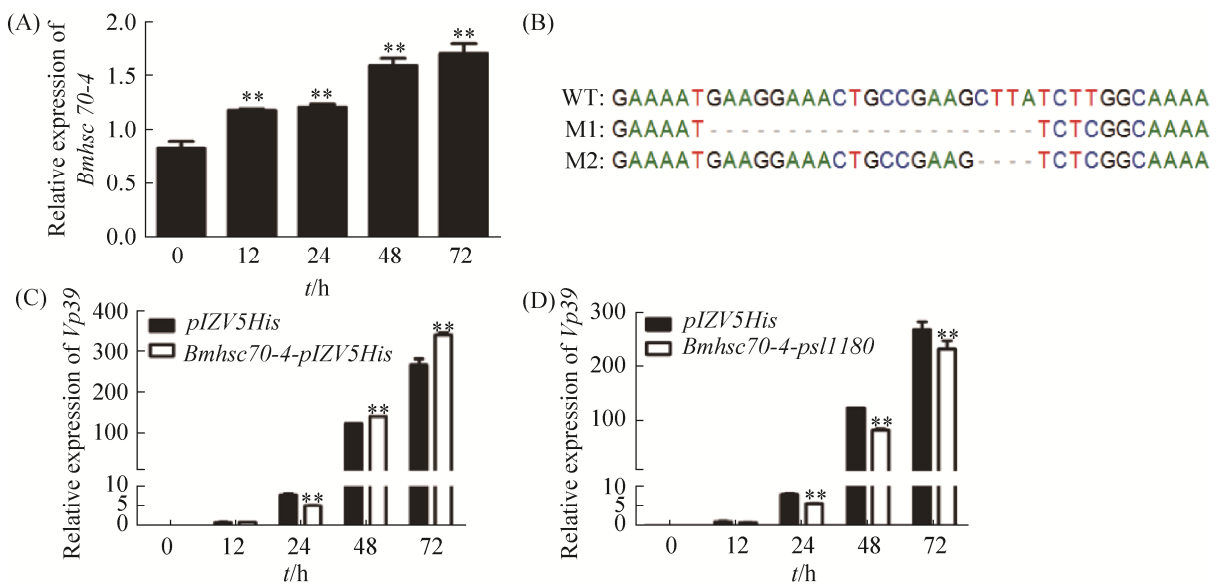 (A)
Relative expression of
Bmhsc 70-4
2.0
1.5
1.0
0.5
0.0
** ** ** **
0 12 24 48 72
t/h
(B)
WT: GAAAATGAAGGAAACTGCCGAAGCTTATCTTGGCAAAA
M1: GAAAAT---------------------TCTCGGCAAAA
M2: GAAAATGAAGGAAACTGCCGAAG----TCTCGGCAAAA
(C)
Relative expression of Vp39
400
300
200
100
10
5
0
pIZV5His
Bmhsc70-4-pIZV5His
** ** **
0 12 24 48 72
t/h
(D)
Relative expression of Vp39
300
200
100
10
5
0
pIZV5His
Bmhsc70-4-psl1180
** ** **
0 12 24 48 72
t/h